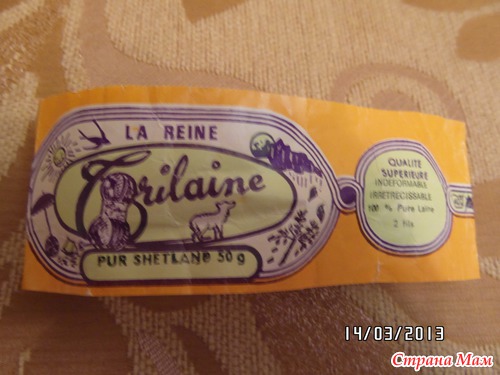 LA REINE
Trilaine
PUR SHETLAND 50 g
QUALITE
SUPERIEURE
INDEFORMABLE
IRRETRECISSABLE
100 % Pure Laine
2 fils
14/03/2013
Страна Мам